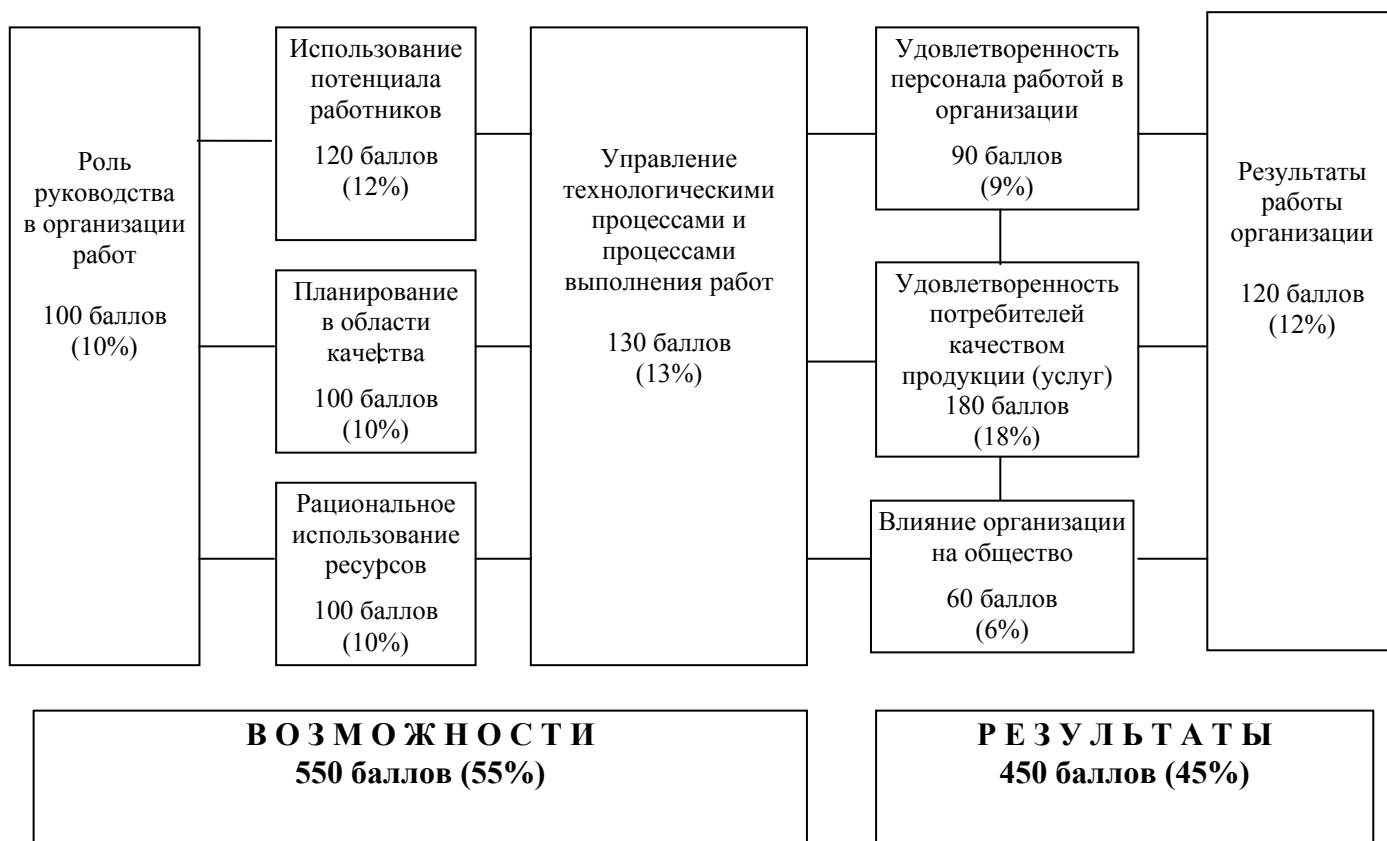 Роль
руководства
в организации
работ
100 баллов
(10%)
Использование
потенциала
работников
120 баллов
(12%)
Планирование
в области
качества
100 баллов
(10%)
Рациональное
использование
ресурсов
100 баллов
(10%)
Управление
технологическими
процессами и
процессами
выполнения работ
130 баллов
(13%)
Удовлетворенность
персонала работой в
организации
90 баллов
(9%)
Удовлетворенность
потребителей
качеством
продукции (услуг)
180 баллов
(18%)
Влияние организации
на общество
60 баллов
(6%)
Результаты
работы
организации
120 баллов
(12%)
В О З М О Ж Н О С Т И
550 баллов (55%)
Р Е З У Л Ь Т А Т Ы
450 баллов (45%)